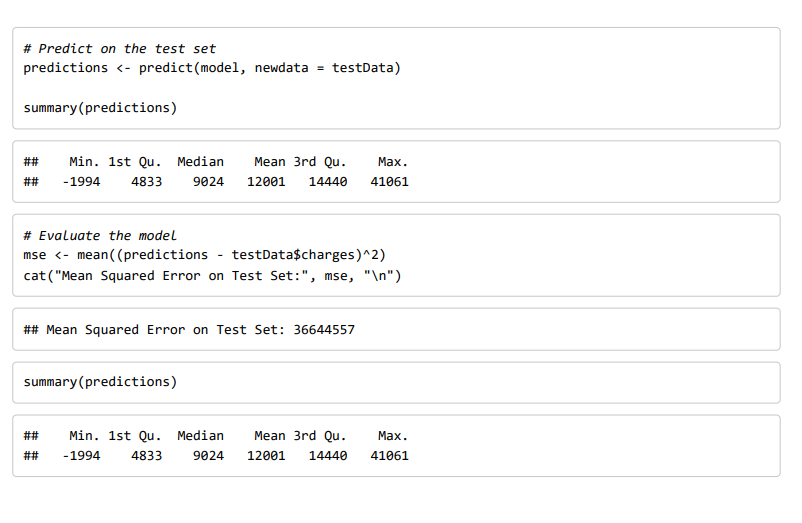 # Predict on the test set
predictions <- predict(model, newdata = testData)
summary(predictions)
##    Min. 1st Qu.  Median    Mean 3rd Qu.    Max.
##   -1994    4833    9024   12001   14440   41061
# Evaluate the model
mse <- mean((predictions - testData$charges)^2)
cat("Mean Squared Error on Test Set:", mse, "\n")
## Mean Squared Error on Test Set: 36644557
summary(predictions)
##    Min. 1st Qu.  Median    Mean 3rd Qu.    Max.
##   -1994    4833    9024   12001   14440   41061